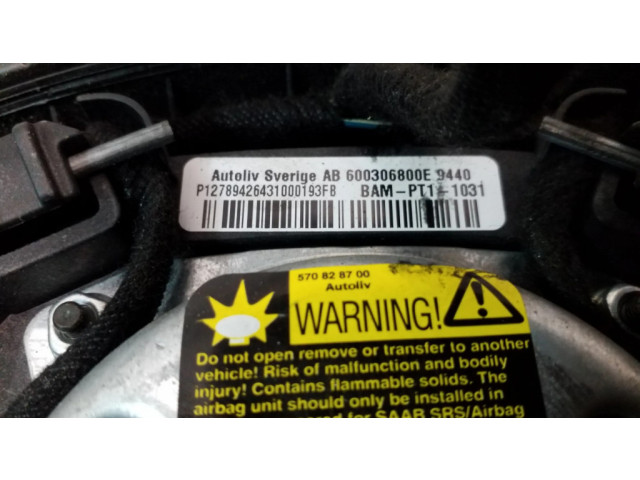 Autoliv Sverige AB 600306800E 9440
P12789426431000193FB BAM-PT1 - 1031
570 82 87 00
Autoliv
WARNING!
Do not open remove or transfer to another
vehicle! Risk of malfunction and bodily
injury! Contains flammable solids. The
airbag unit should only be installed in
for SAAB SRS/Airbag